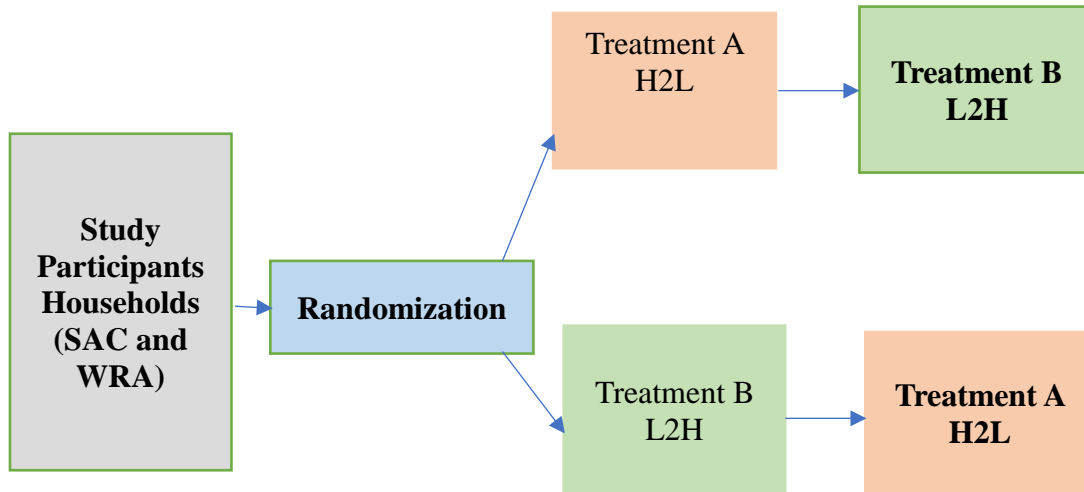 Study
Participants
Households
(SAC and
WRA)
Randomization
Treatment A
H2L
Treatment B
L2H
Treatment B
L2H
Treatment A
H2L